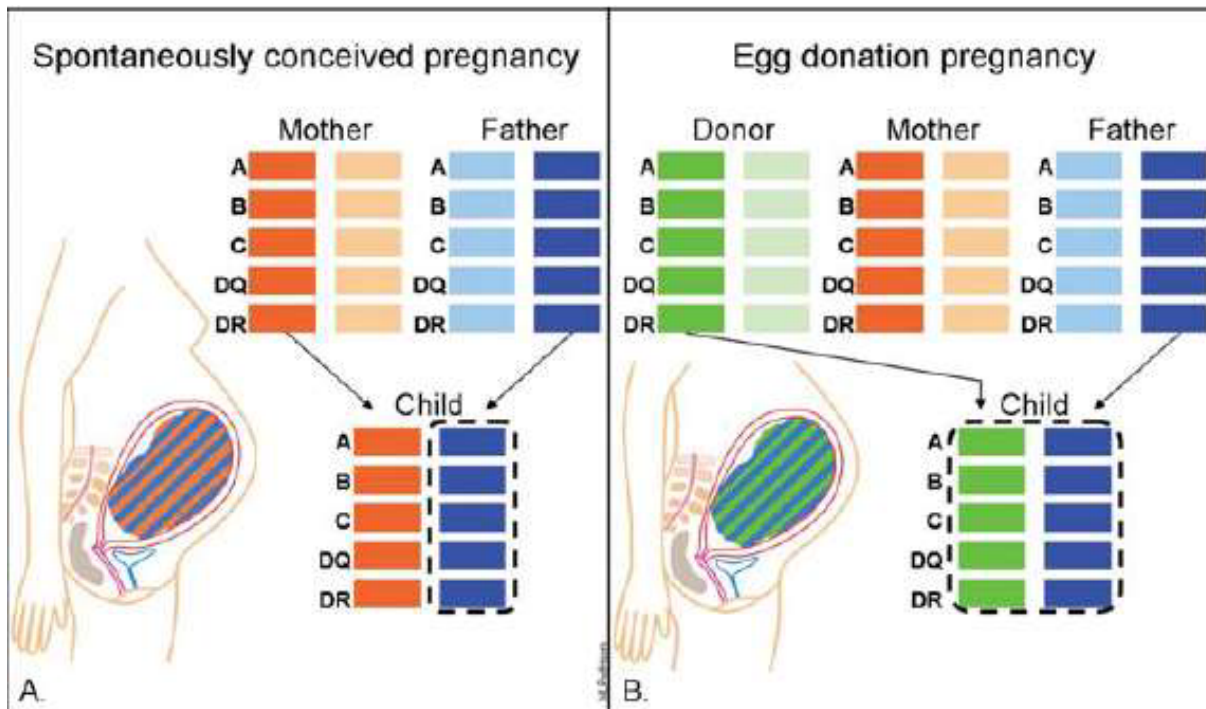 Spontaneously conceived pregnancy
Mother Father
A A
B B
C C
DQ DQ
DR DR
Child
A
B
C
DQ
DR
A.
Egg donation pregnancy
Donor Mother Father
A A A
B B B
C C C
DQ DQ DQ
DR DR DR
Child
A
B
C
DQ
DR
B.